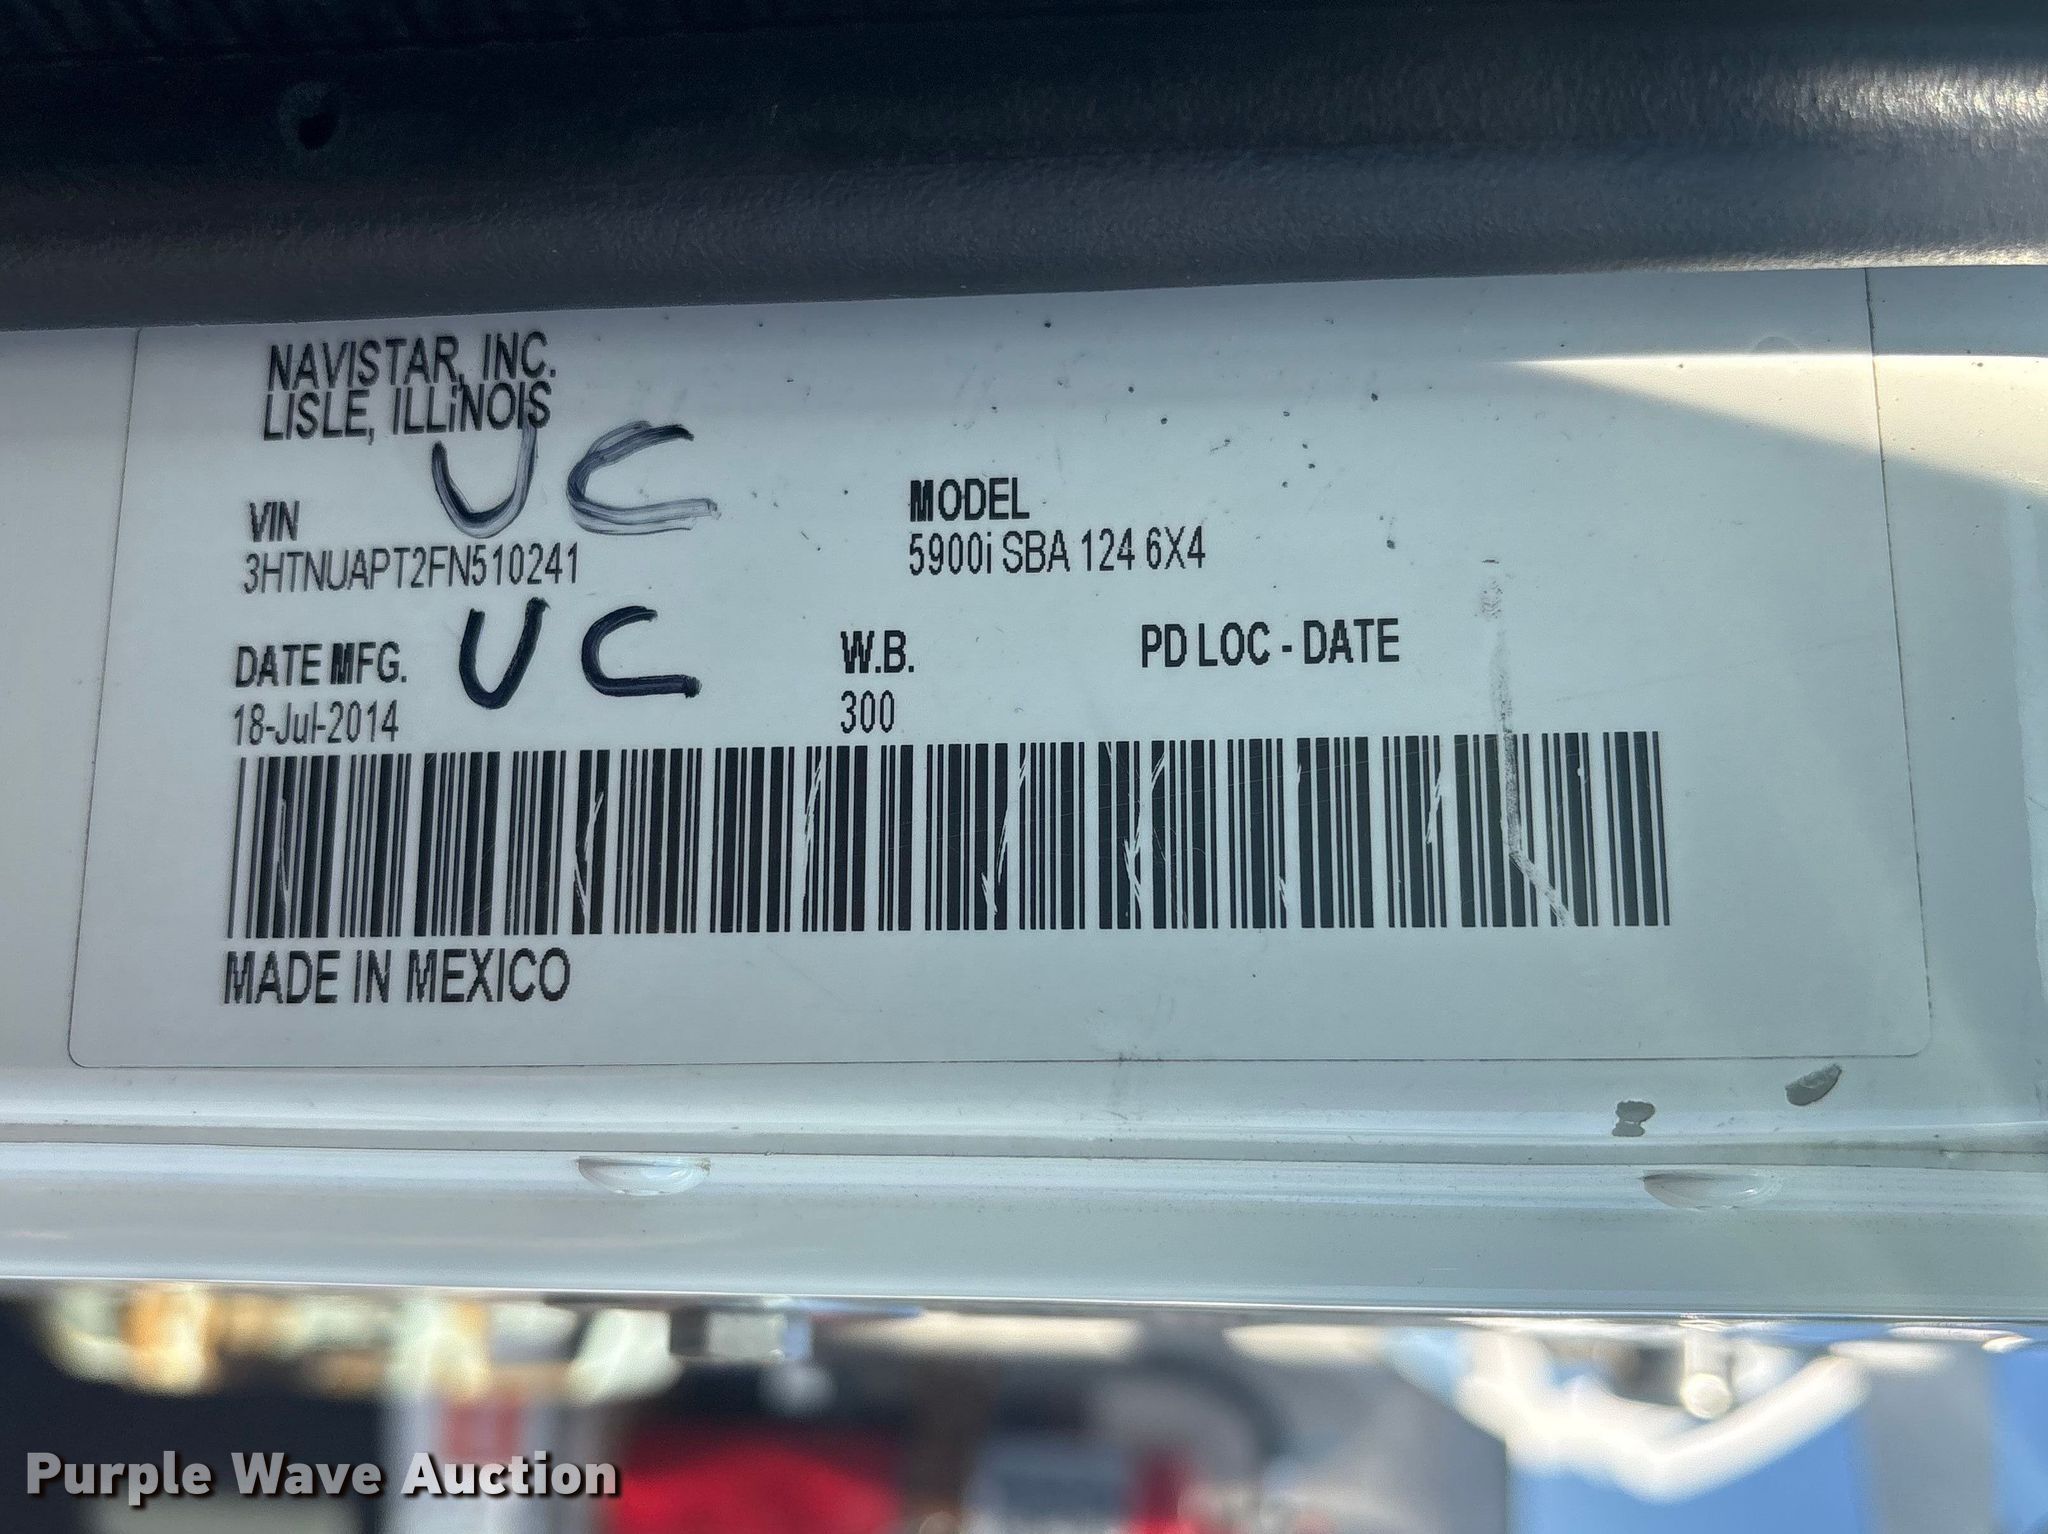 NAVISTAR, INC.
LISLE, ILLiNOIS
UC
VIN
3HTNUAPT2FN510241
MODEL
5900i SBA 124 6X4
DATE MFG.
18-Jul-2014
UC
W.B.
300
PD LOC - DATE
MADE IN MEXICO
Purple Wave Auction